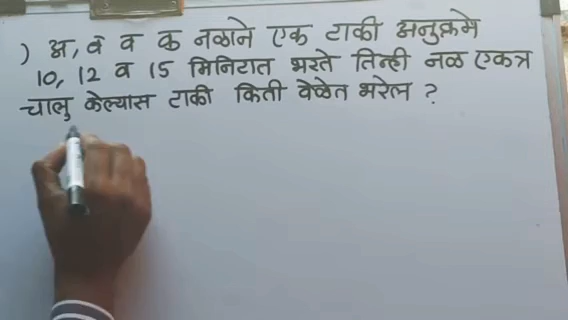 ) अ, ब व क नळाने एक टाकी अनुक्रमे
10, 12 व 15 मिनिटात भरते तिन्ही नळ एकत्र
चालु केल्यास टाकी किती वेळेत भरेल ?